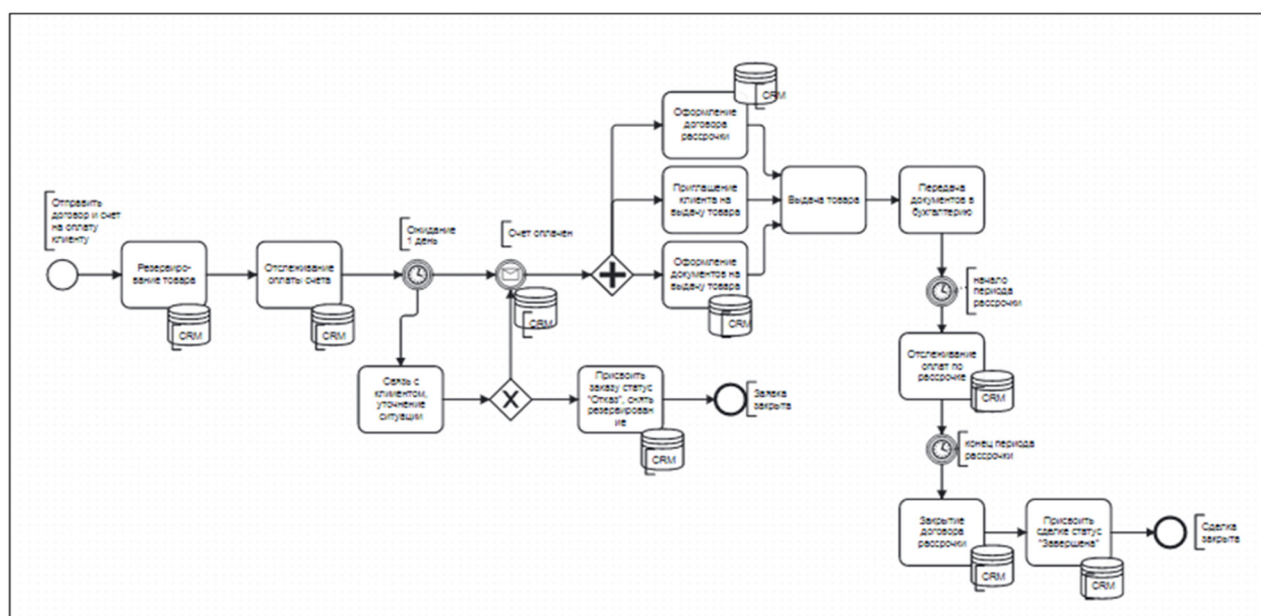 Отправить
договор и счет
на оплату
клиенту
Резервиро-
вание товара
CRM
Отслеживание
оплаты счета
CRM
Ожидание
1 день
Счет оплачен
CRM
Связь с
климентом,
уточнение
ситуации
Присвоить
заказу статус
"Отказ", снять
резервирован
ие
CRM
Заявка
закрыта
Оформление
договора
рассрочки
CRM
Приглашение
клиента на
выдачу товара
Оформление
документов на
выдачу товара
CRM
Выдача товара
Передача
документов в
бухгалтерию
начало
периода
рассрочки
Отслеживание
оплат по
рассрочке
CRM
конец периода
рассрочки
Закрытие
договора
рассрочки
CRM
Присвоить
сделке статус
"Завершена"
CRM
Сделка
закрыта